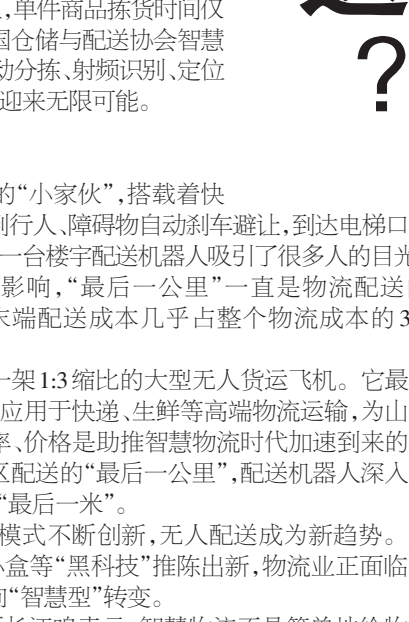 ,单件商品拣货时间仅
国仓储与配送协会智慧
动分拣、射频识别、定位
迎来无限可能。
?
的“小家伙”,搭载着快
到行人、障碍物自动刹车避让,到达电梯口
一台楼宇配送机器人吸引了很多人的目光
影响,“最后一公里”一直是物流配送
末端配送成本几乎占整个物流成本的3
一架1:3缩比的大型无人货运飞机。它最
应用于快递、生鲜等高端物流运输,为山
率、价格是助推智慧物流时代加速到来的
区配送的“最后一公里”,配送机器人深入
“最后一米”。
模式不断创新,无人配送成为新趋势。
小盒等“黑科技”推陈出新,物流业正面临
向“智慧型”转变。